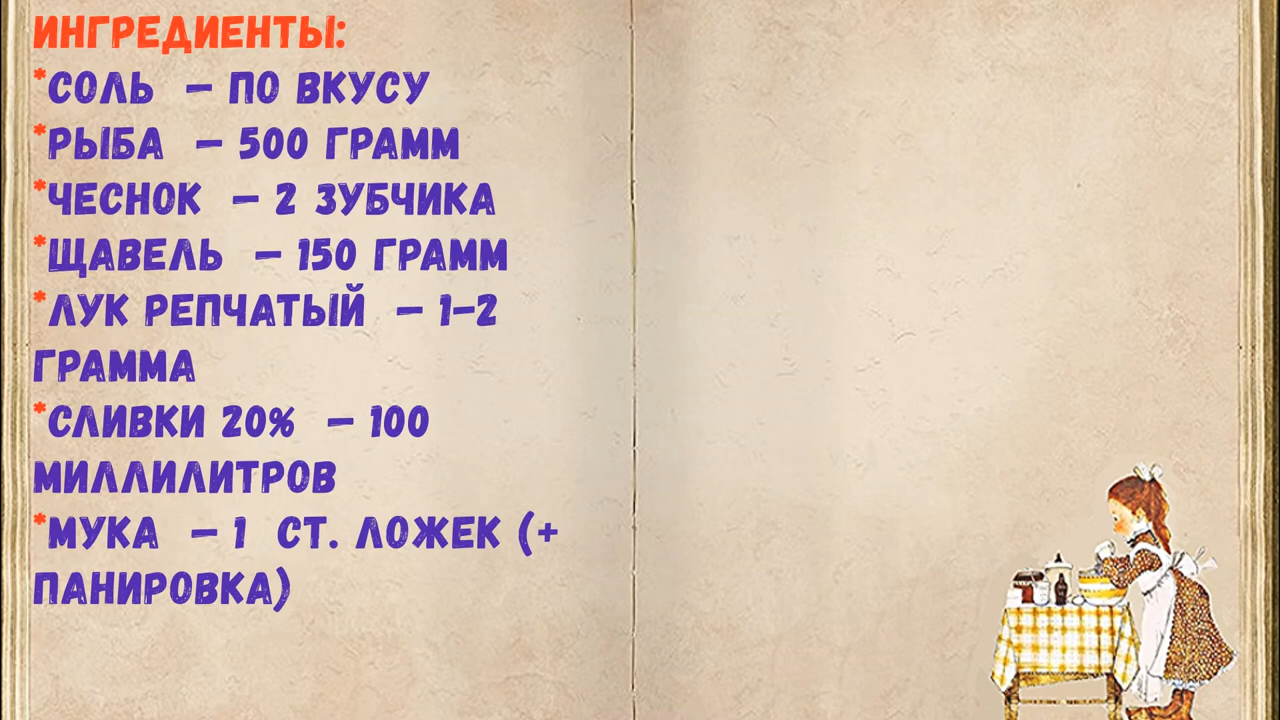 ИНГРЕДИЕНТЫ:
*СОЛЬ – ПО ВКУСУ
*РЫБА – 500 ГРАММ
*ЧЕСНОК – 2 ЗУБЧИКА
*ЩАВЕЛЬ – 150 ГРАММ
*ЛУК РЕПЧАТЫЙ – 1-2
ГРАММА
*СЛИВКИ 20% – 100
МИЛЛИЛИТРОВ
*МУКА – 1 СТ. ЛОЖЕК (+
ПАНИРОВКА)